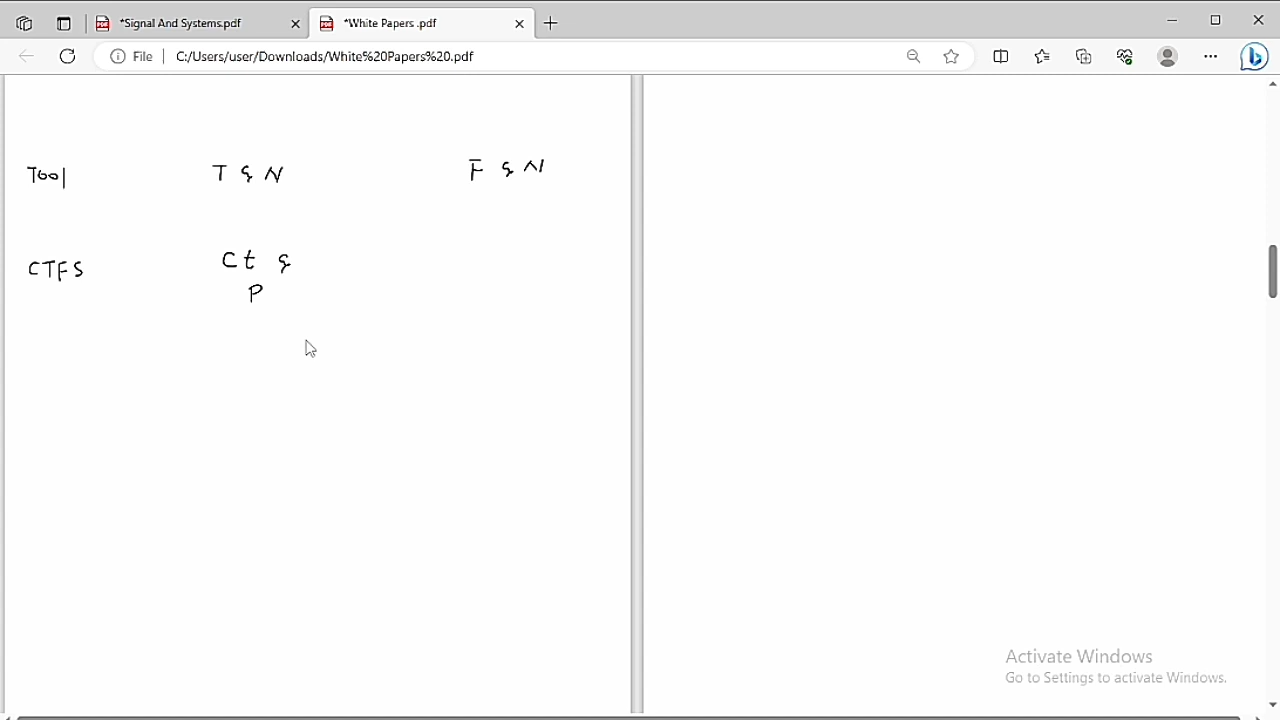 *Signal And Systems.pdf
*White Papers .pdf
File
C:/Users/user/Downloads/White%20Papers%20.pdf
Tool T & N F & N
CTFS Ct &
P
Activate Windows
Go to Settings to activate Windows.